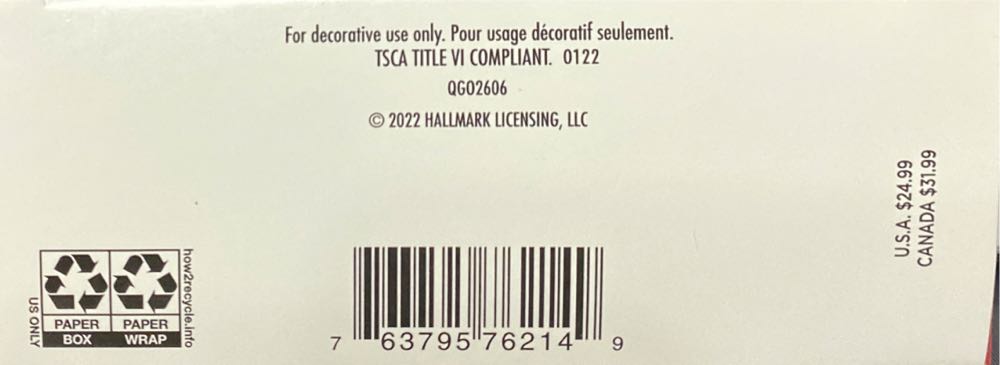 For decorative use only. Pour usage décoratif seulement.
TSCA TITLE VI COMPLIANT. 0122
QGO2606
© 2022 HALLMARK LICENSING, LLC
U.S.A. $24.99
CANADA $31.99
how2recycle.info
PAPER PAPER
BOX WRAP
US ONLY
7 63795 76214 9